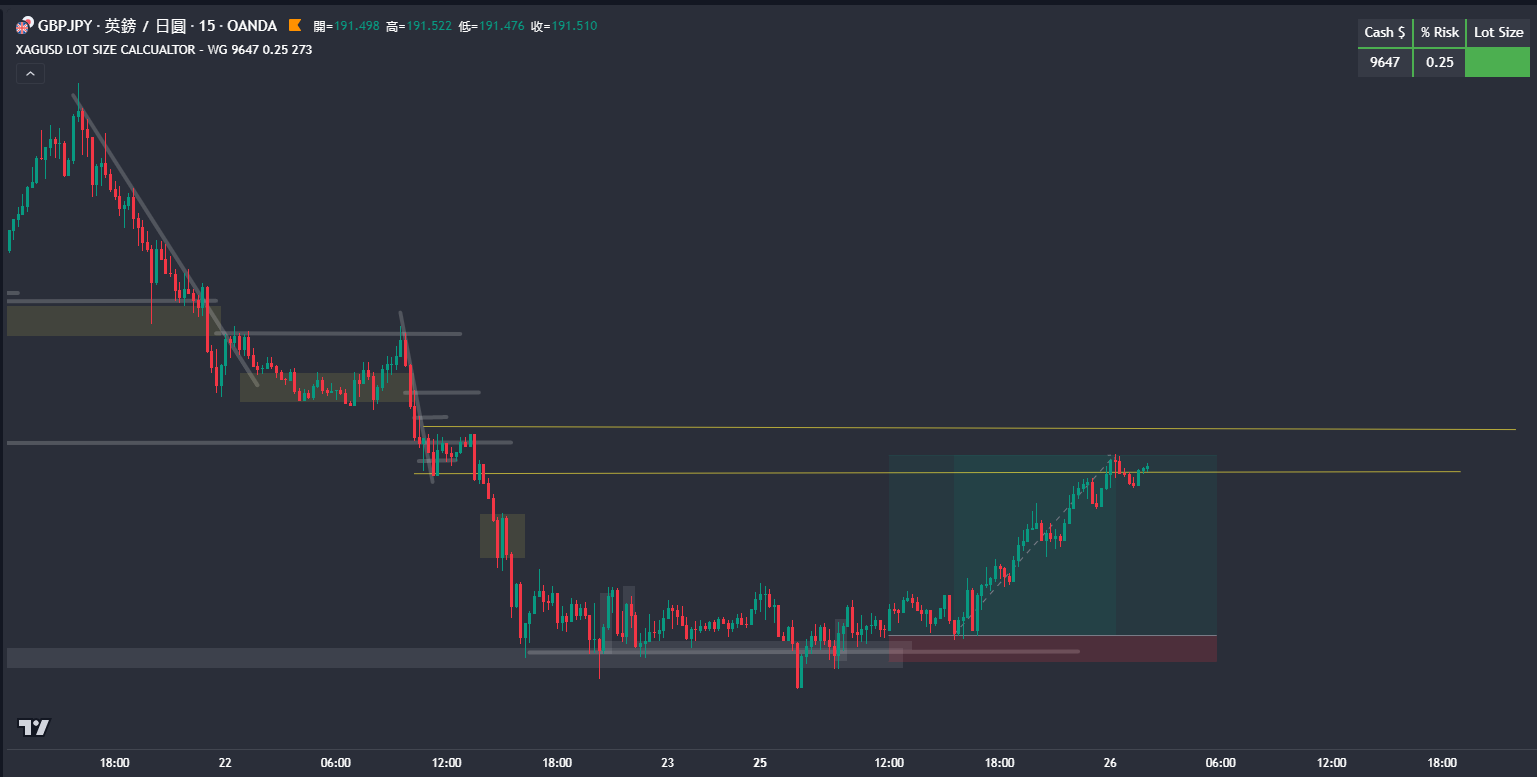 GBPJPY · 英鎊 / 日圓 · 15 · OANDA 開=191.498 高=191.522 低=191.476 收=191.510
XAGUSD LOT SIZE CALCUALTOR - WG 9647 0.25 273
Cash $ % Risk Lot Size
9647 0.25
18:00 22 06:00 12:00 18:00 23 25 12:00 18:00 26 06:00 12:00 18:00